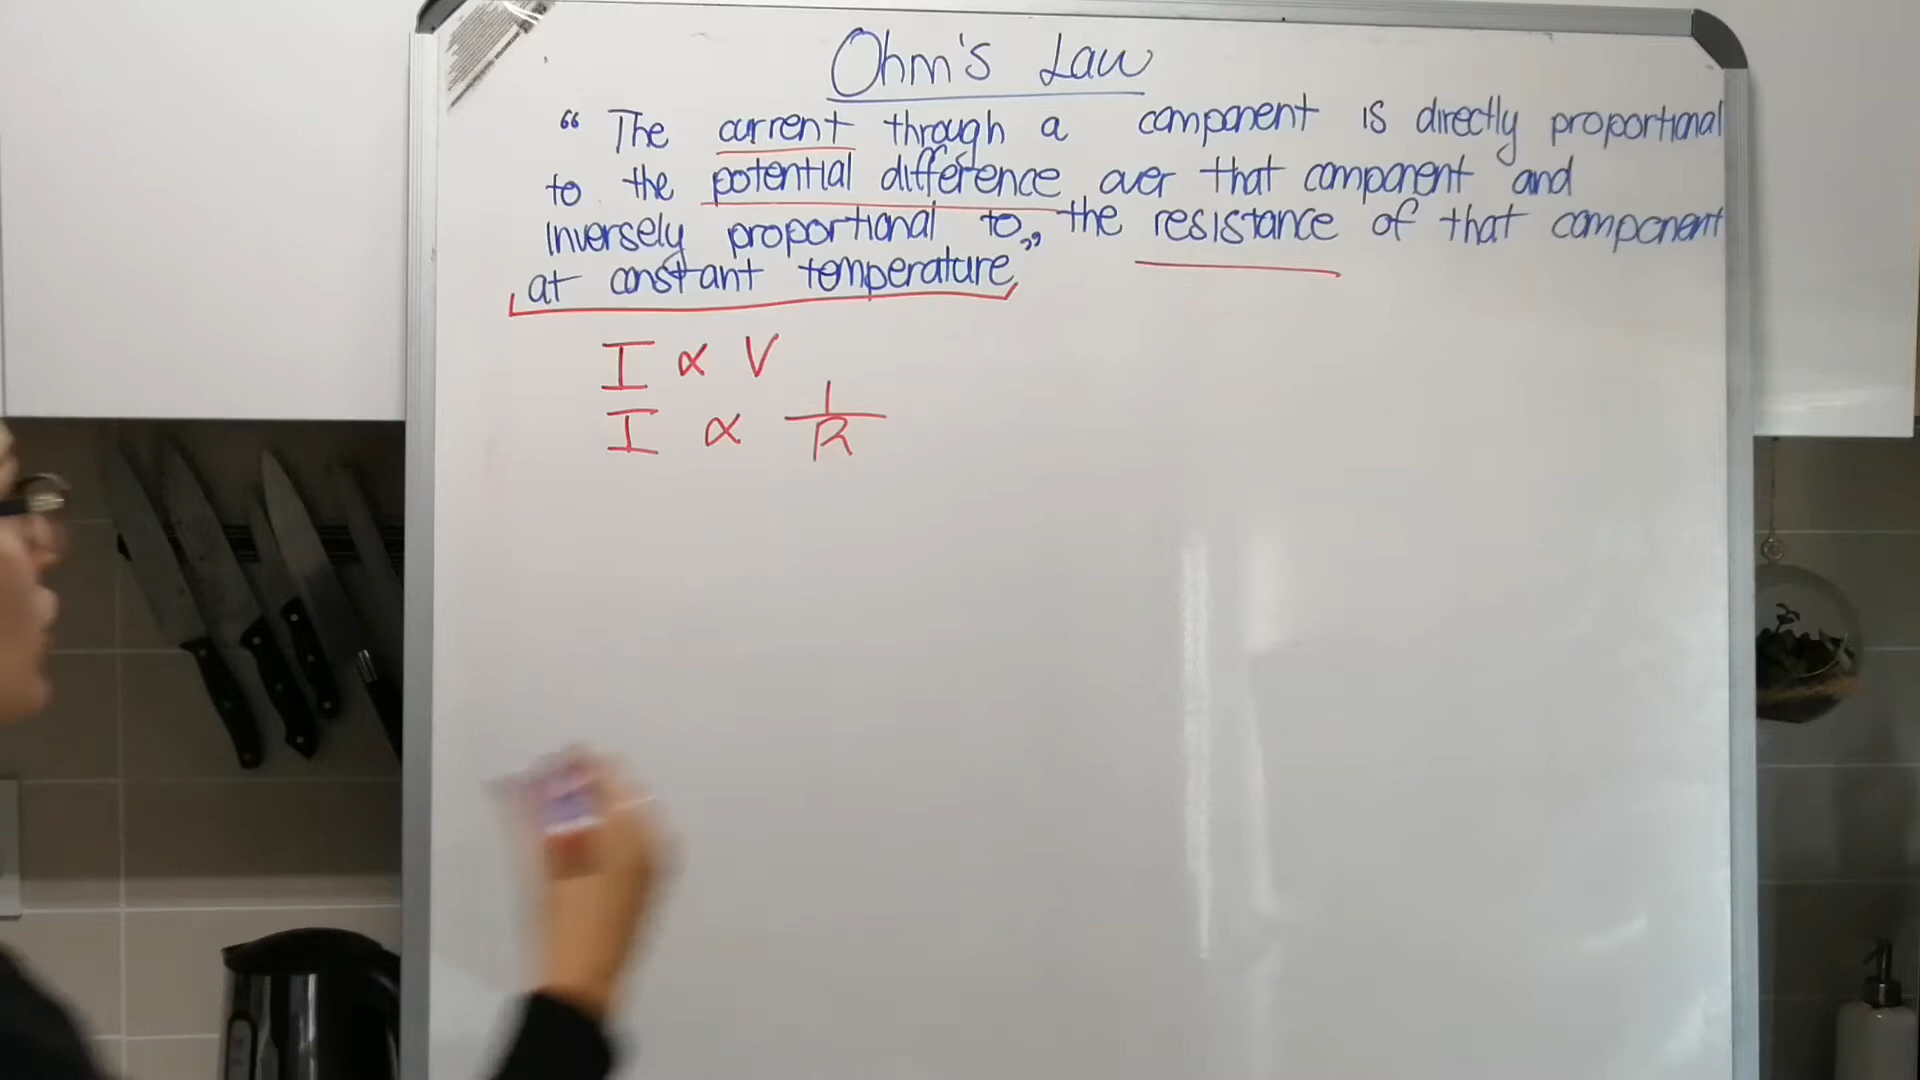 Ohm's Law
“ The current through a component is directly proportional
to the potential difference over that component and
inversely proportional to the resistance of that component
at constant temperature ”
I ∝ V
I ∝ 1/R